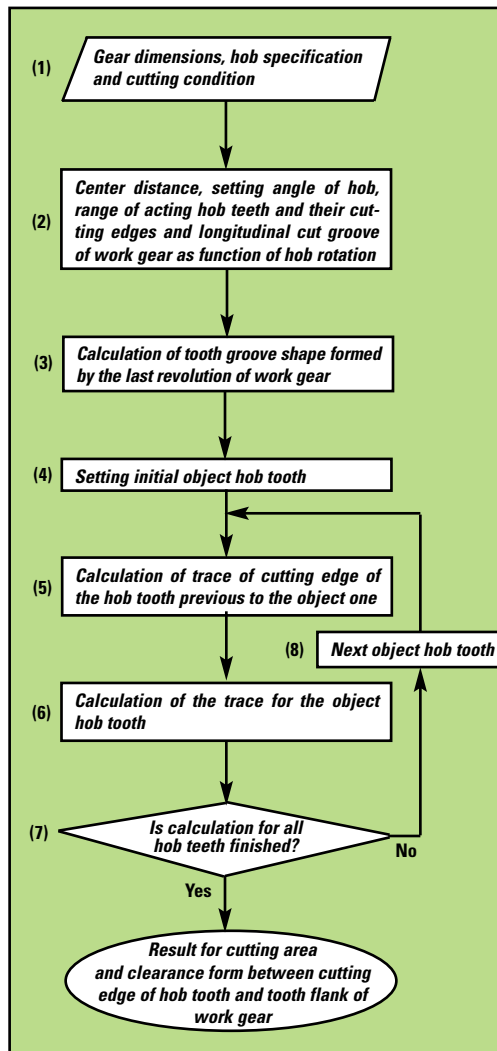 (1)
Gear dimensions, hob specification
and cutting condition
(2)
Center distance, setting angle of hob,
range of acting hob teeth and their cut-
ting edges and longitudinal cut groove
of work gear as function of hob rotation
(3)
Calculation of tooth groove shape formed
by the last revolution of work gear
(4)
Setting initial object hob tooth
(5)
Calculation of trace of cutting edge of
the hob tooth previous to the object one
(8)
Next object hob tooth
(6)
Calculation of the trace for the object
hob tooth
(7)
Is calculation for all
hob teeth finished?
No
Yes
Result for cutting area
and clearance form between cutting
edge of hob tooth and tooth flank of
work gear